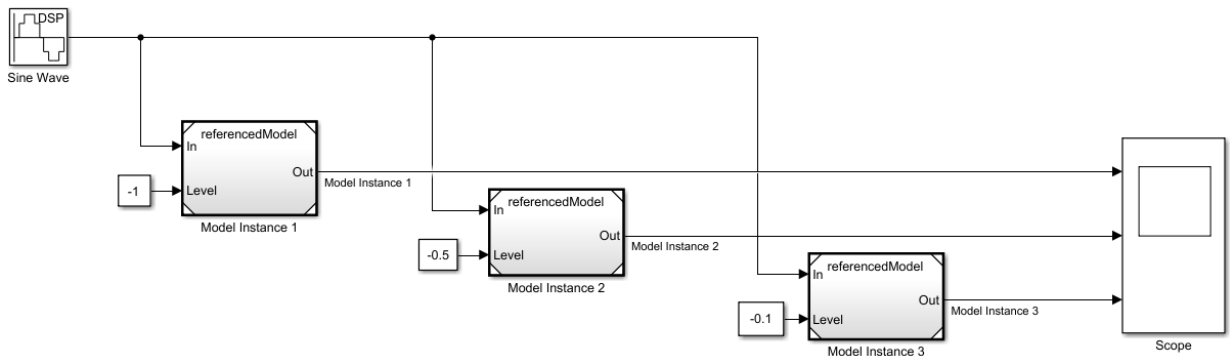 DSP
Sine Wave
referencedModel
In
Out
Model Instance 1
-1
Level
Model Instance 1
referencedModel
In
Out
Model Instance 2
-0.5
Level
Model Instance 2
referencedModel
In
Out
Model Instance 3
-0.1
Level
Model Instance 3
Scope